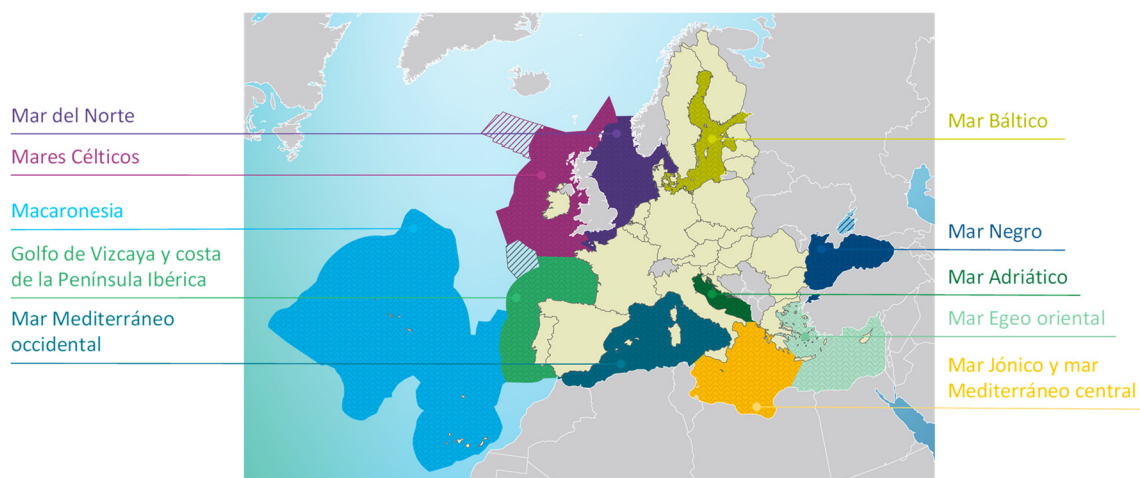 Mar del Norte
Mares Célticos
Macaronesia
Golfo de Vizcaya y costa
de la Península Ibérica
Mar Mediterráneo
occidental
Mar Báltico
Mar Negro
Mar Adriático
Mar Egeo oriental
Mar Jónico y mar
Mediterráneo central